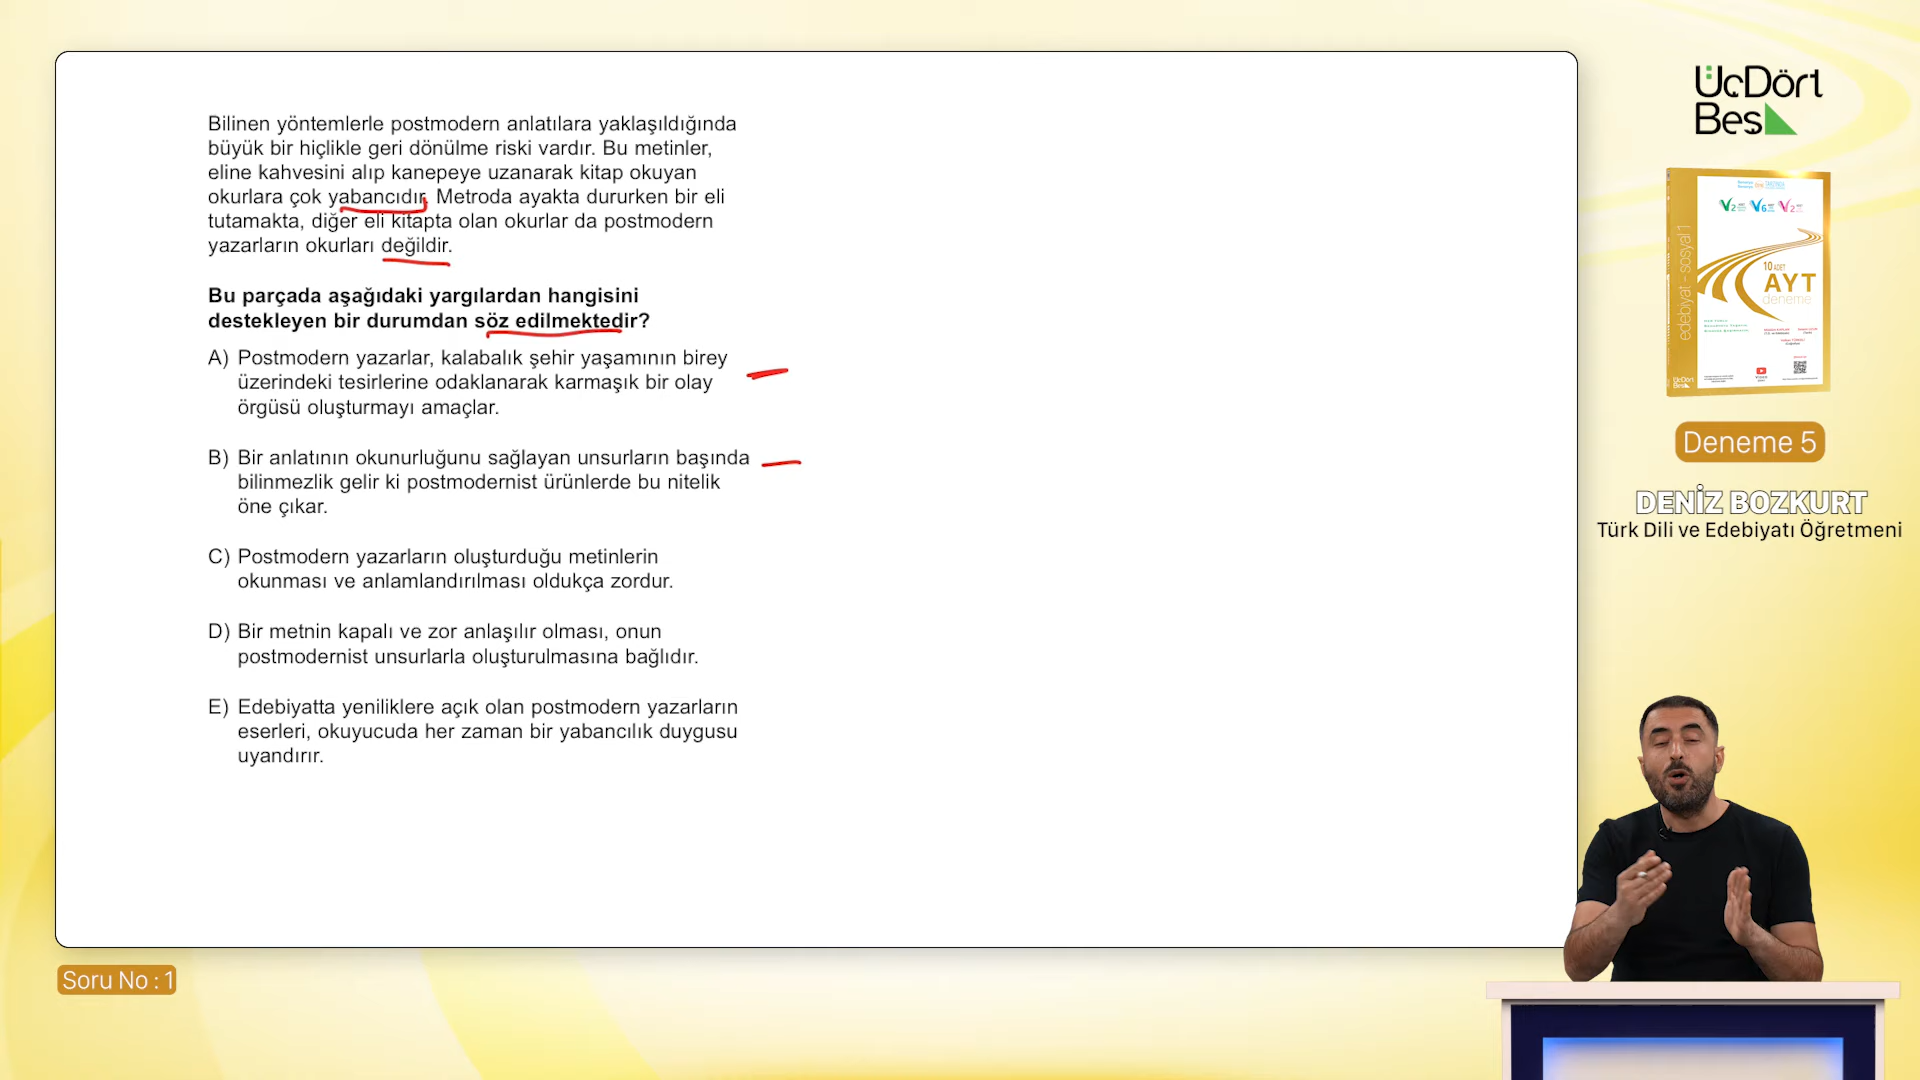 Bilinen yöntemlerle postmodern anlatılara yaklaşıldığında
büyük bir hiçlikle geri dönülme riski vardır. Bu metinler,
eline kahvesini alıp kanepeye uzanarak kitap okuyan
okurlara çok yabancıdır. Metroda ayakta dururken bir eli
tutamakta, diğer eli kitapta olan okurlar da postmodern
yazarların okurları değildir.
Bu parçada aşağıdaki yargılardan hangisini
destekleyen bir durumdan söz edilmektedir?
A) Postmodern yazarlar, kalabalık şehir yaşamının birey
üzerindeki tesirlerine odaklanarak karmaşık bir olay
örgüsü oluşturmayı amaçlar.
B) Bir anlatının okunurluğunu sağlayan unsurların başında
bilinmezlik gelir ki postmodernist ürünlerde bu nitelik
öne çıkar.
C) Postmodern yazarların oluşturduğu metinlerin
okunması ve anlamlandırılması oldukça zordur.
D) Bir metnin kapalı ve zor anlaşılır olması, onun
postmodernist unsurlarla oluşturulmasına bağlıdır.
E) Edebiyatta yeniliklere açık olan postmodern yazarların
eserleri, okuyucuda her zaman bir yabancılık duygusu
uyandırır.
Soru No : 1
ÜçDört
Beş
edebiyat - sosyal 1
10 ADET
AYT
deneme
Deneme 5
DENİZ BOZKURT
Türk Dili ve Edebiyatı Öğretmeni